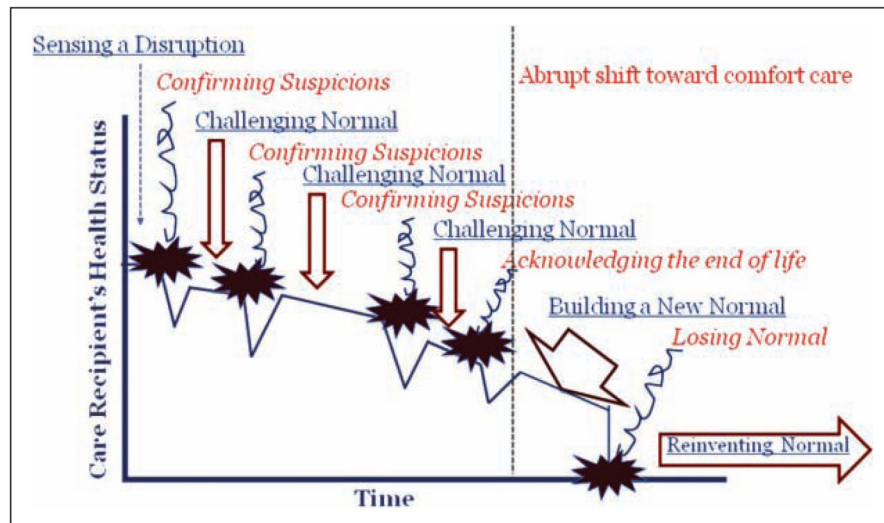 Sensing a Disruption
Confirming Suspicions
Abrupt shift toward comfort care
Challenging Normal
Confirming Suspicions
Challenging Normal
Confirming Suspicions
Challenging Normal
Acknowledging the end of life
Building a New Normal
Losing Normal
Reinventing Normal
Care Recipient's Health Status
Time